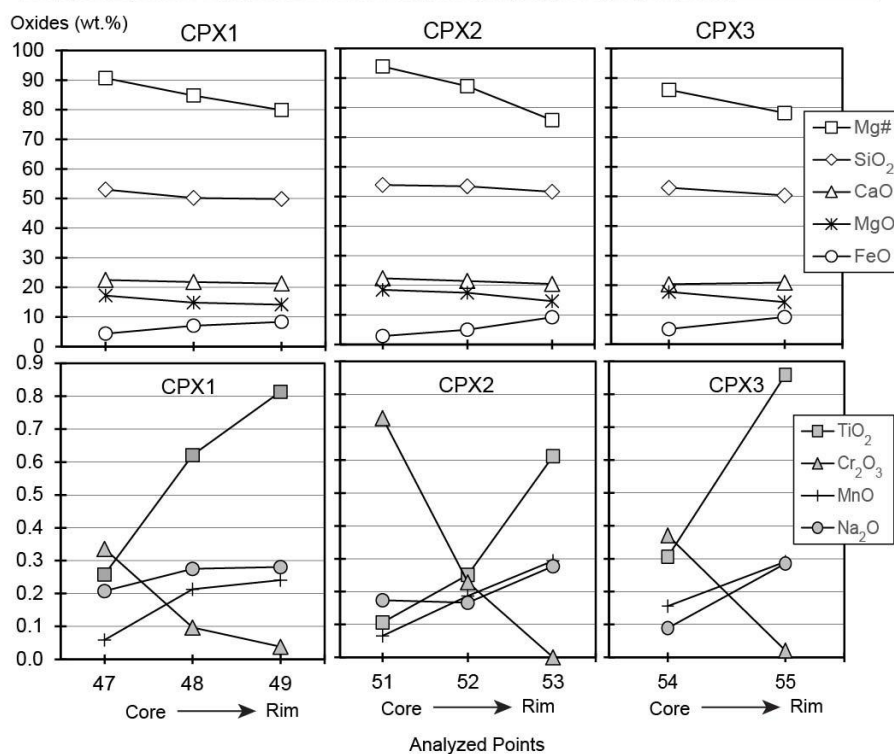 Oxides (wt.%)
CPX1
CPX2
CPX3
100
90
80
70
60
50
40
30
20
10
0
Mg#
SiO₂
CaO
MgO
FeO
0.9
0.8
0.7
0.6
0.5
0.4
0.3
0.2
0.1
0.0
CPX1
CPX2
CPX3
TiO₂
Cr₂O₃
MnO
Na₂O
47 48 49 51 52 53 54 55
Core Rim Core Rim Core Rim
Analyzed Points